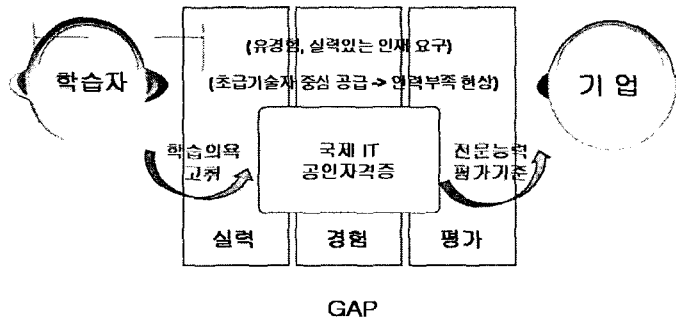 (유경험, 실력있는 인재 요구)
학습자
(초급기술자 중심 공급 -> 인력부족 현상)
기 업
학습의욕
고취
국제 IT
공인자격증
전문능력
평가기준
실력
경험
평가
GAP